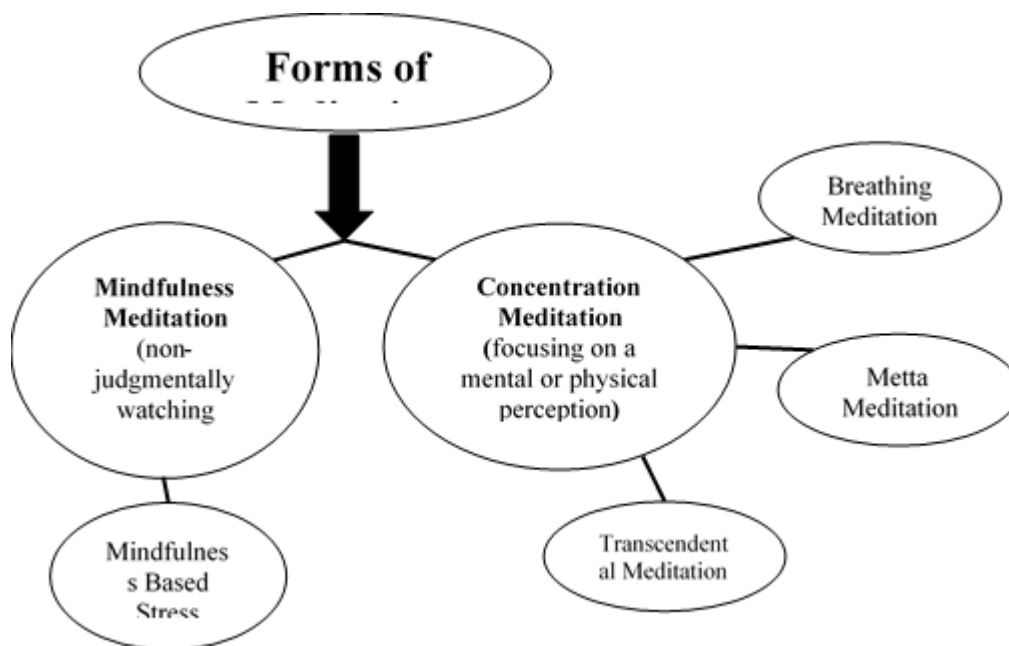 Forms of
Breathing
Meditation
Mindfulness
Meditation
(non-
judgmentally
watching
Concentration
Meditation
(focusing on a
mental or physical
perception)
Metta
Meditation
Mindfulnes
s Based
Stress
Transcendent
al Meditation